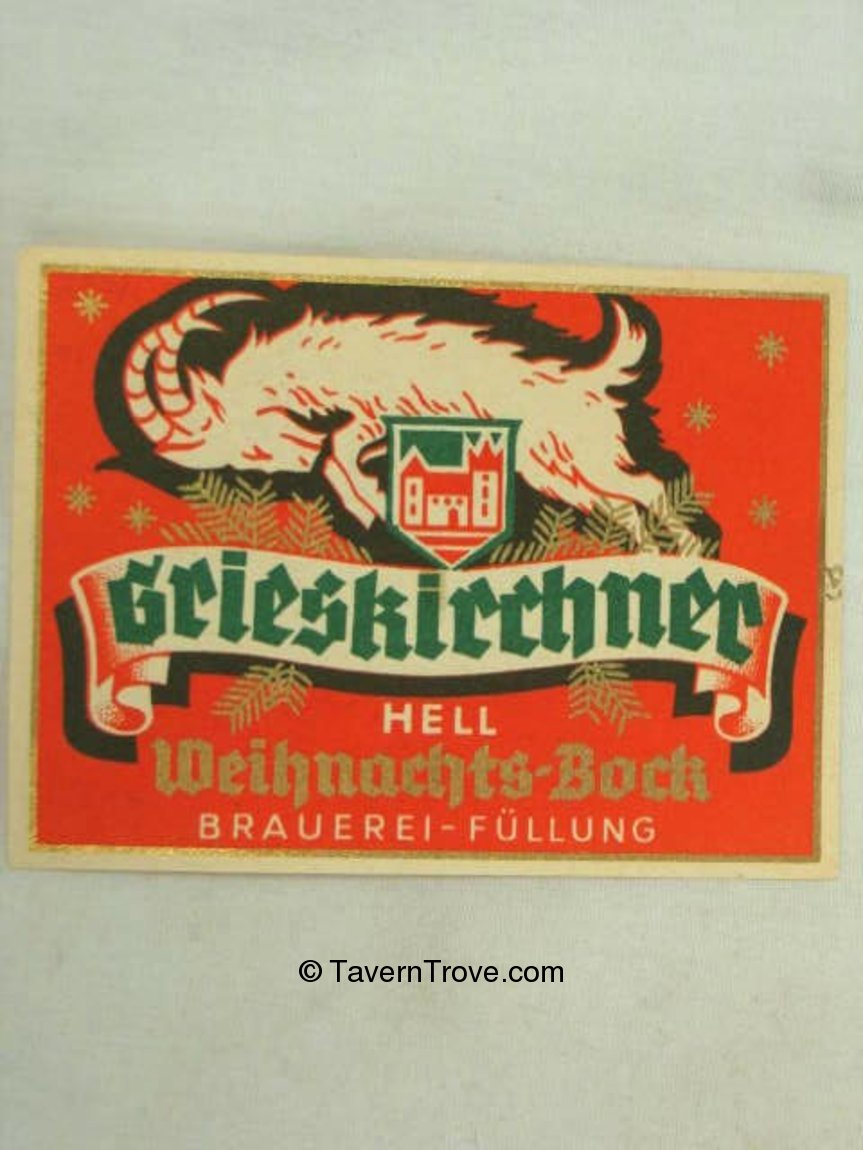 Grieskirchner
HELL
Weihnachts-Bock
BRAUEREI-FÜLLUNG
© TavernTrove.com